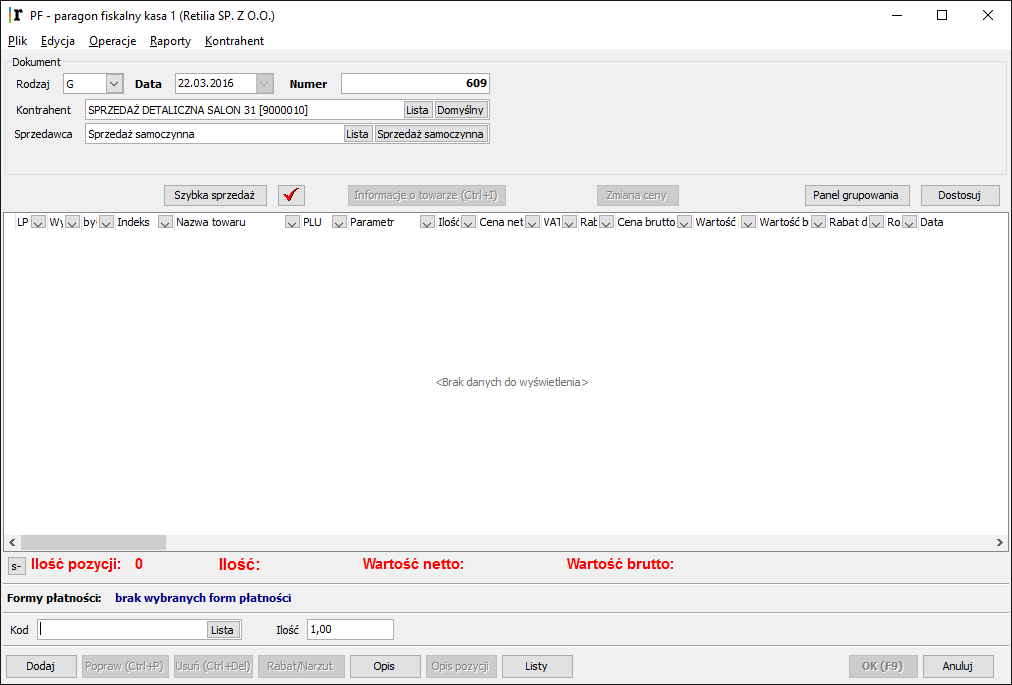 PF - paragon fiskalny kasa 1 (Retilia SP. Z O.O.)
Plik Edycja Operacje Raporty Kontrahent
Dokument
Rodzaj G Data 22.03.2016 Numer 609
Kontrahent SPRZEDAŻ DETALICZNA SALON 31 [9000010] Lista Domyślny
Sprzedawca Sprzedaż samoczynna Lista Sprzedaż samoczynna
Szybka sprzedaż Informacje o towarze (Ctrl+I) Zmiana ceny Panel grupowania Dostosuj
LP Wy by Indeks Nazwa towaru PLU Parametr Ilość Cena net VAT Rab Cena brutto Wartość Wartość b Rabat d Ro Data
<Brak danych do wyświetlenia>
s- Ilość pozycji: 0 Ilość: Wartość netto: Wartość brutto:
Formy płatności: brak wybranych form płatności
Kod Lista Ilość 1,00
Dodaj Popraw (Ctrl+P) Usuń (Ctrl+Del) Rabat/Narzut Opis Opis pozycji Listy OK (F9) Anuluj